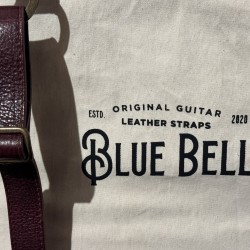 ORIGINAL GUITAR
ESTD. LEATHER STRAPS 2020
BLUE BELL